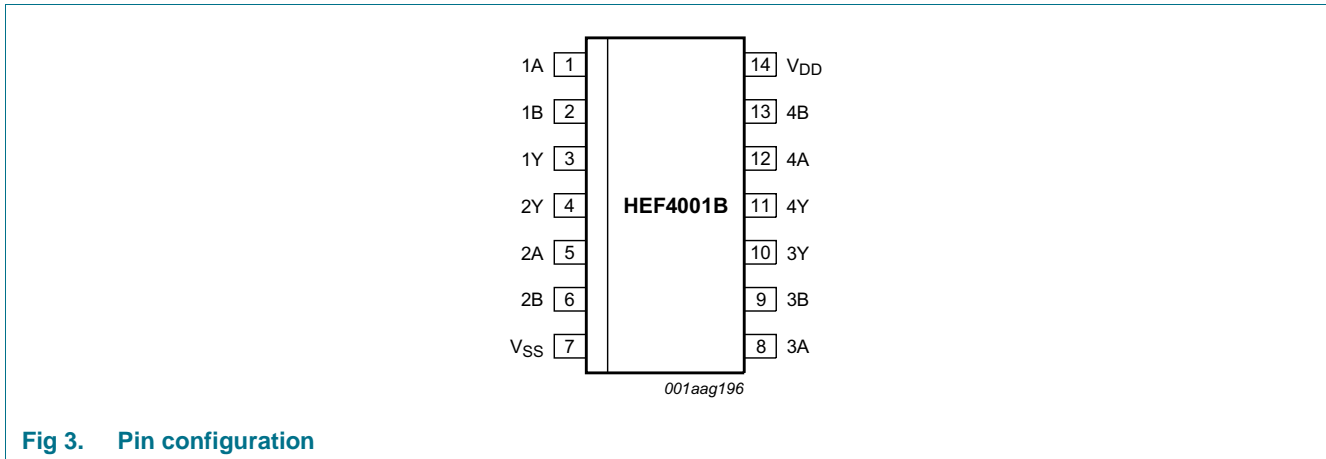 1A 1 14 VDD
1B 2 13 4B
1Y 3 12 4A
2Y 4 HEF4001B 11 4Y
2A 5 10 3Y
2B 6 9 3B
VSS 7 8 3A
001aag196
Fig 3. Pin configuration